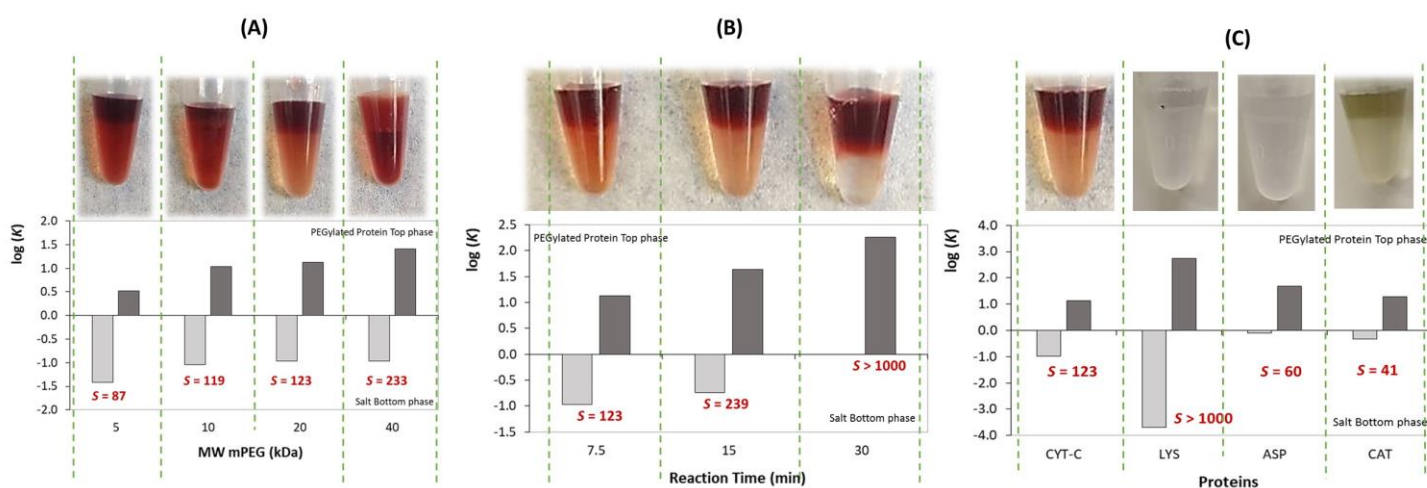 (A)
log (K)
2.0
1.5
1.0
0.5
0.0
-0.5
-1.0
-1.5
-2.0
PEGylated Protein Top phase
S = 87
S = 119
S = 123
S = 233
Salt Bottom phase
5 10 20 40
MW mPEG (kDa)
(B)
log (K)
2.5
2.0
1.5
1.0
0.5
0.0
-0.5
-1.0
-1.5
PEGylated Protein Top phase
S = 123
S = 239
S > 1000
Salt Bottom phase
7.5 15 30
Reaction Time (min)
(C)
log (K)
4.0
3.0
2.0
1.0
0.0
-1.0
-2.0
-3.0
-4.0
PEGylated Protein Top phase
S = 123
S > 1000
S = 60
S = 41
Salt Bottom phase
CYT-C LYS ASP CAT
Proteins